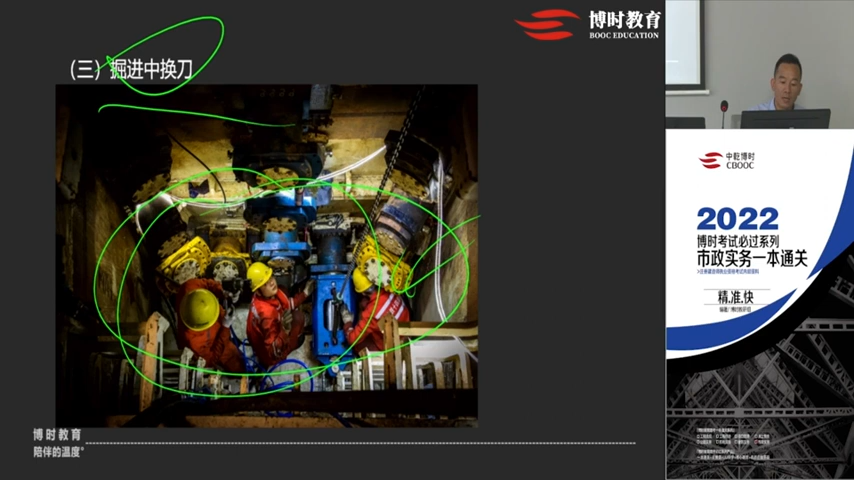 博时教育
BOOC EDUCATION
（三）掘进中换刀
中乾博时
CBOOC
2022
博时考试必过系列
市政实务一本通关
精,准,快
博时教育
陪伴的温度